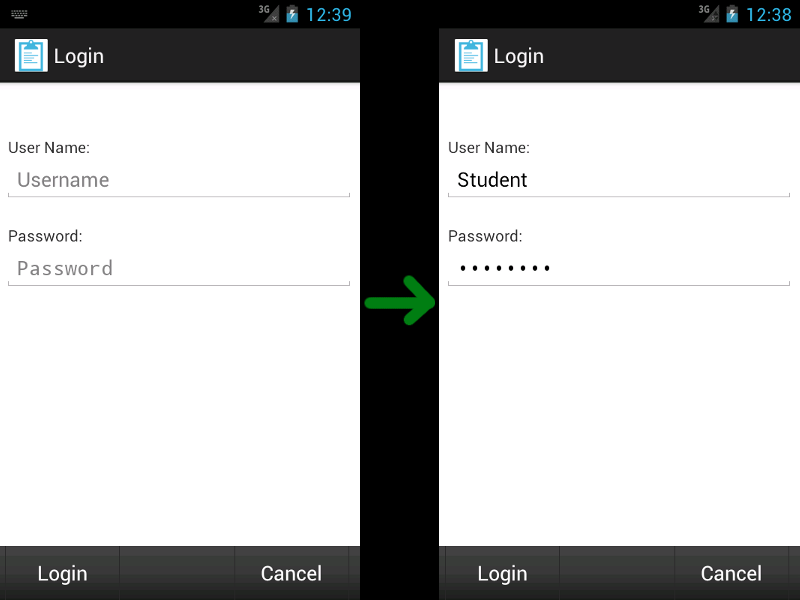 3G 12:39
Login
User Name:
Username
Password:
Password
Login Cancel
3G 12:38
Login
User Name:
Student
Password:
••••••••
Login Cancel